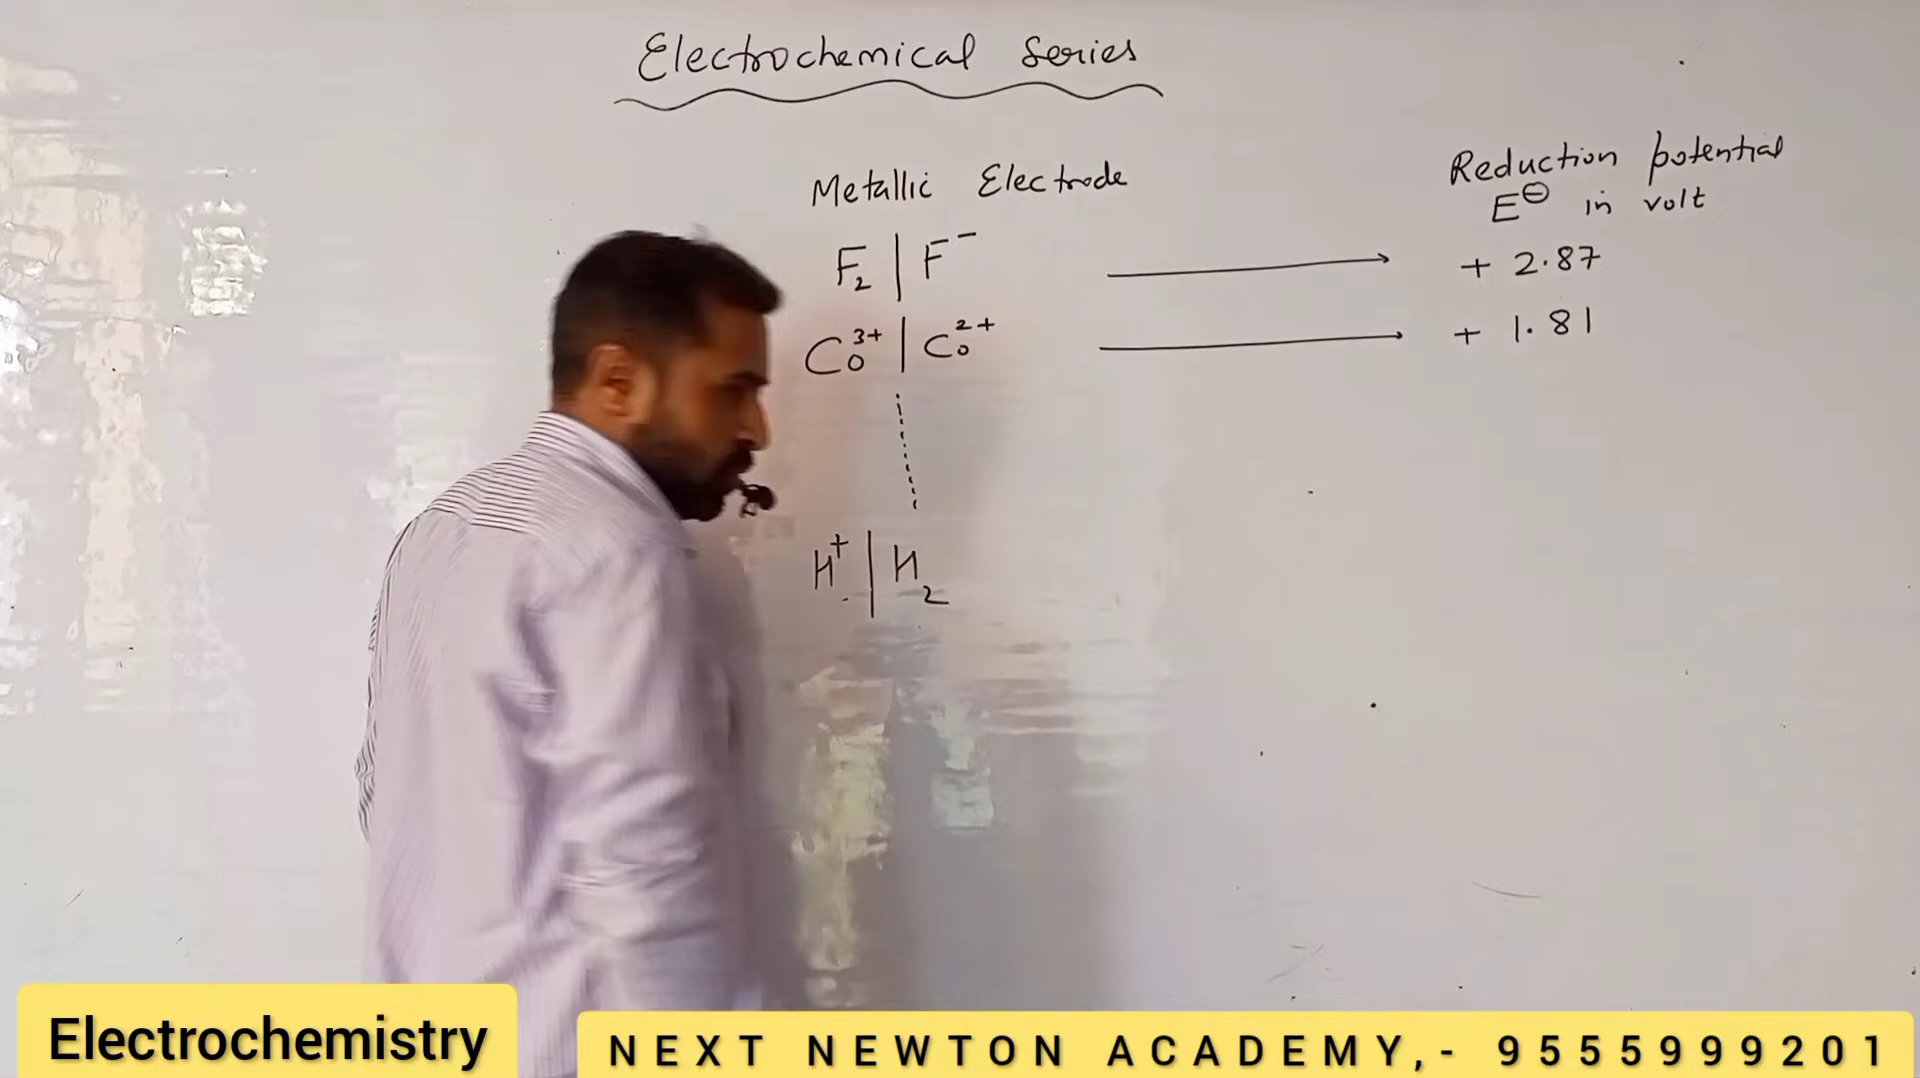 Electrochemical Series
Metallic Electrode
Reduction potential
E⊖ in volt
F₂ | F⁻ → + 2.87
Co³⁺ | Co²⁺ → + 1.81
H⁺ | H₂
Electrochemistry
NEXT NEWTON ACADEMY,- 9555999201